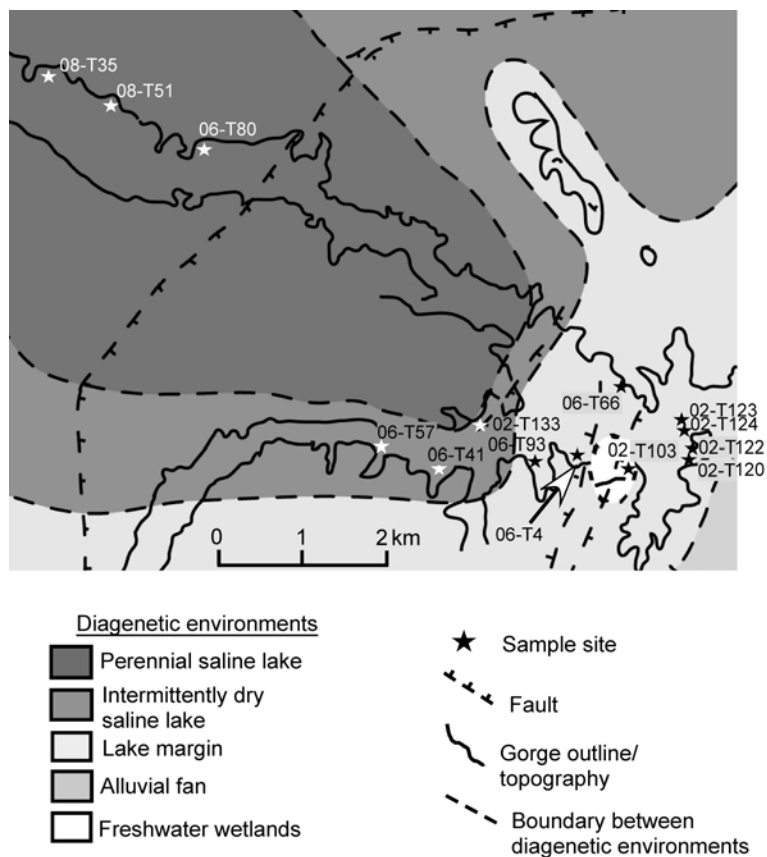 08-T35
08-T51
06-T80
06-T66
02-T123
02-T124
02-T133
06-T57
06-T93
02-T103
02-T122
06-T41
02-T120
06-T4
0 1 2 km
Diagenetic environments
Perennial saline lake
Intermittently dry
saline lake
Lake margin
Alluvial fan
Freshwater wetlands
Sample site
Fault
Gorge outline/
topography
Boundary between
diagenetic environments